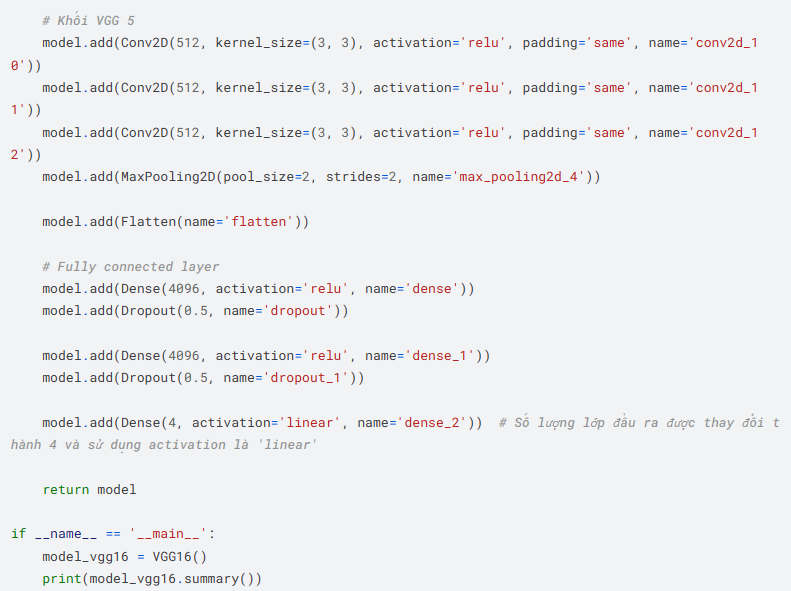 # Khối VGG 5
model.add(Conv2D(512, kernel_size=(3, 3), activation='relu', padding='same', name='conv2d_1
0'))
model.add(Conv2D(512, kernel_size=(3, 3), activation='relu', padding='same', name='conv2d_1
1'))
model.add(Conv2D(512, kernel_size=(3, 3), activation='relu', padding='same', name='conv2d_1
2'))
model.add(MaxPooling2D(pool_size=2, strides=2, name='max_pooling2d_4'))
model.add(Flatten(name='flatten'))
# Fully connected layer
model.add(Dense(4096, activation='relu', name='dense'))
model.add(Dropout(0.5, name='dropout'))
model.add(Dense(4096, activation='relu', name='dense_1'))
model.add(Dropout(0.5, name='dropout_1'))
model.add(Dense(4, activation='linear', name='dense_2'))  # Số lượng lớp đầu ra được thay đổi t
hành 4 và sử dụng activation là 'linear'
return model
if __name__ == '__main__':
model_vgg16 = VGG16()
print(model_vgg16.summary())